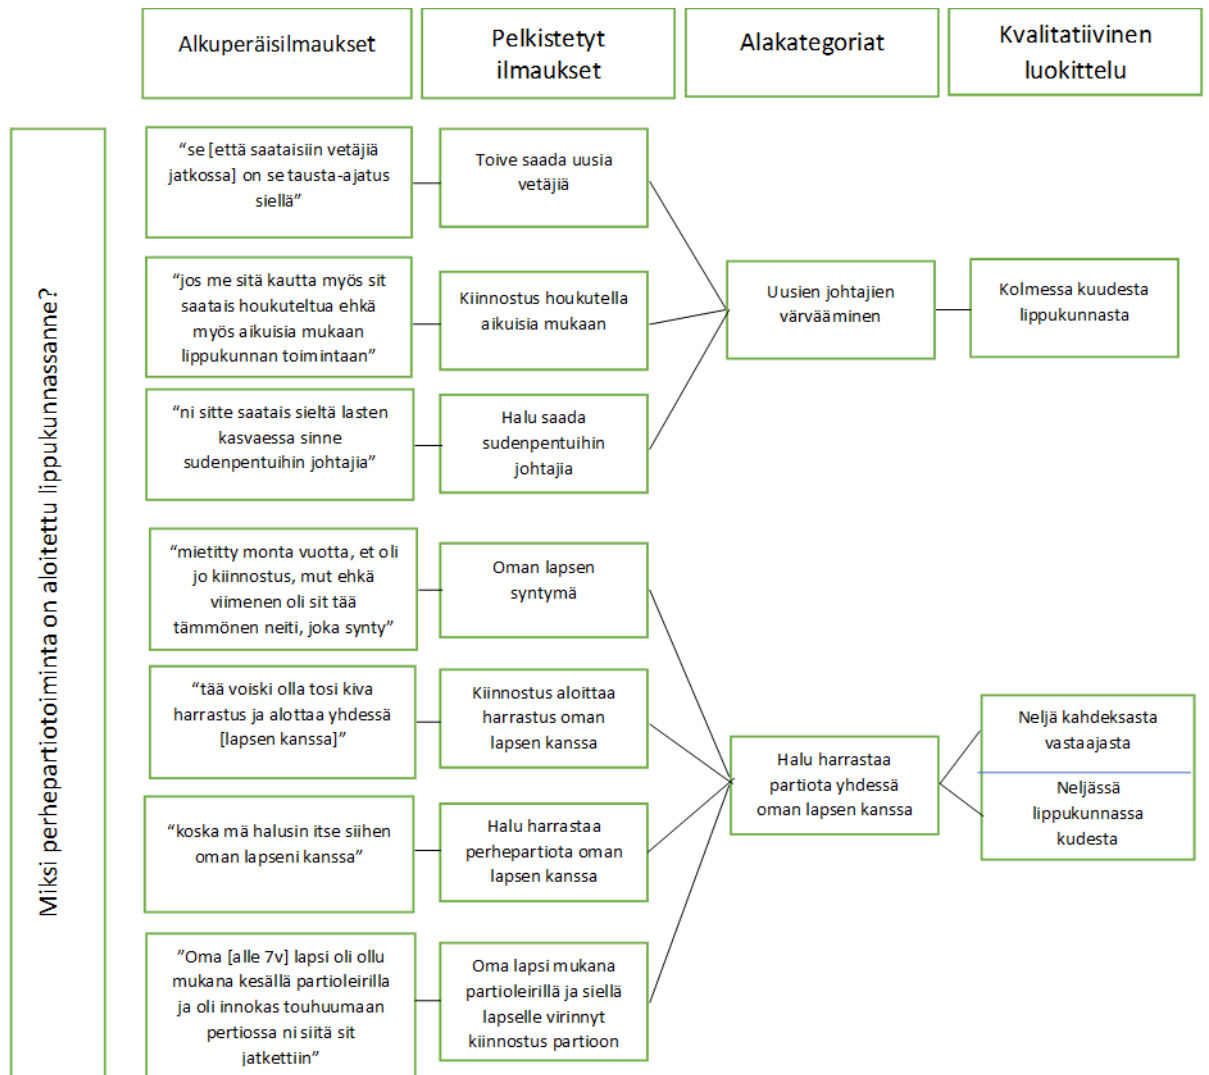 Alkuperäisilmaukset
Pelkistetyt
ilmaukset
Alakategoriat
Kvalitatiivinen
luokittelu
Miksi perhepartiotoiminta on aloitettu lippukunnassanne?
“se [että saataisiin vetäjiä
jatkossa] on se tausta-ajatus
siellä”
Toive saada uusia
vetäjiä
“jos me sitä kautta myös sit
saatais houkuteltua ehkä
myös aikuisia mukaan
lippukunnan toimintaan”
Kiinnostus houkutella
aikuisia mukaan
Uusien johtajien
värvääminen
Kolmessa kuudesta
lippukunnasta
“ni sitte saatais sieltä lasten
kasvaessa sinne
sudenpentuihin johtajia”
Halu saada
sudenpentuihin
johtajia
“mietitty monta vuotta, et oli
jo kiinnostus, mut ehkä
viimenen oli sit tää
tämmönen neiti, joka synty”
Oman lapsen
syntymä
“tää voiski olla tosi kiva
harrastus ja alottaa yhdessä
[lapsen kanssa]”
Kiinnostus aloittaa
harrastus oman
lapsen kanssa
“koska mä halusin itse siihen
oman lapseni kanssa”
Halu harrastaa
perhepartiota oman
lapsen kanssa
”Oma [alle 7v] lapsi oli ollu
mukana kesällä partioleirilla
ja oli innokas touhuumaan
pertiossa ni siitä sit
jatkettiin”
Oma lapsi mukana
partioleirillä ja siellä
lapselle virinnyt
kiinnostus partioon
Halu harrastaa
partiota yhdessä
oman lapsen kanssa
Neljä kahdeksasta
vastaajasta
Neljässä
lippukunnassa
kudesta